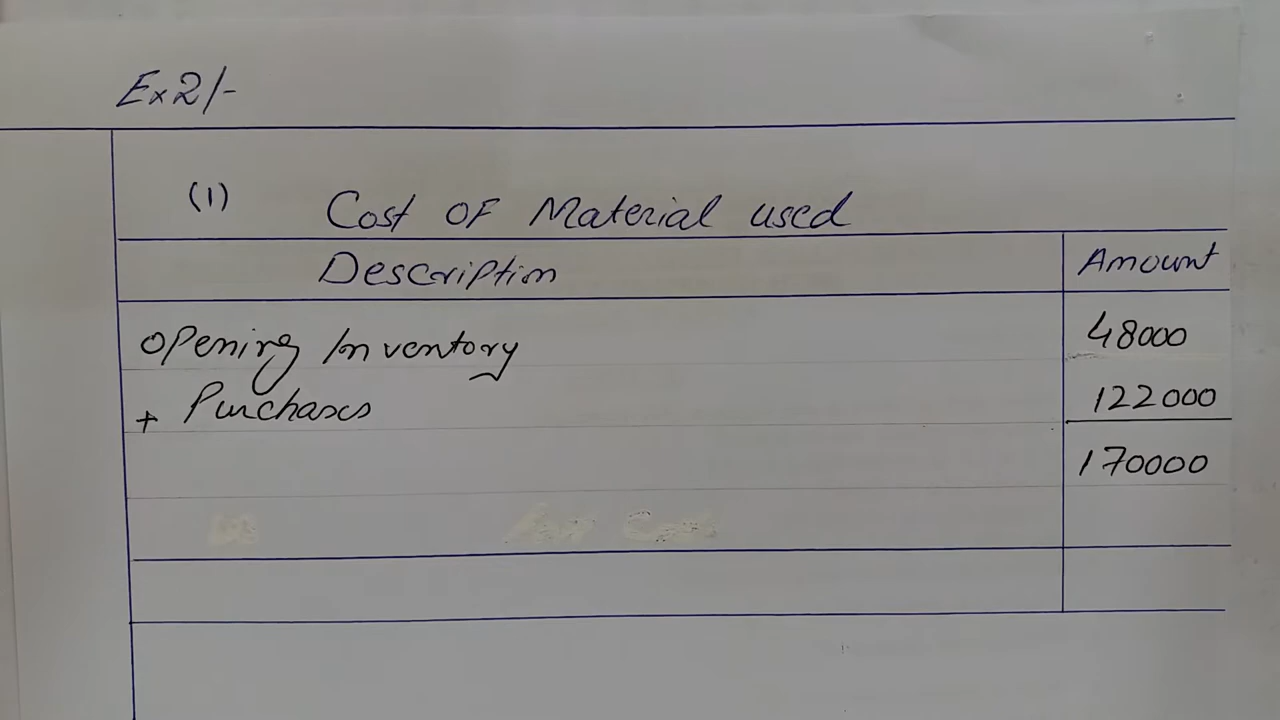 Ex2/-
(1) Cost OF Material used
Description Amount
Opening Inventory 48000
+ Purchases 122000
170000